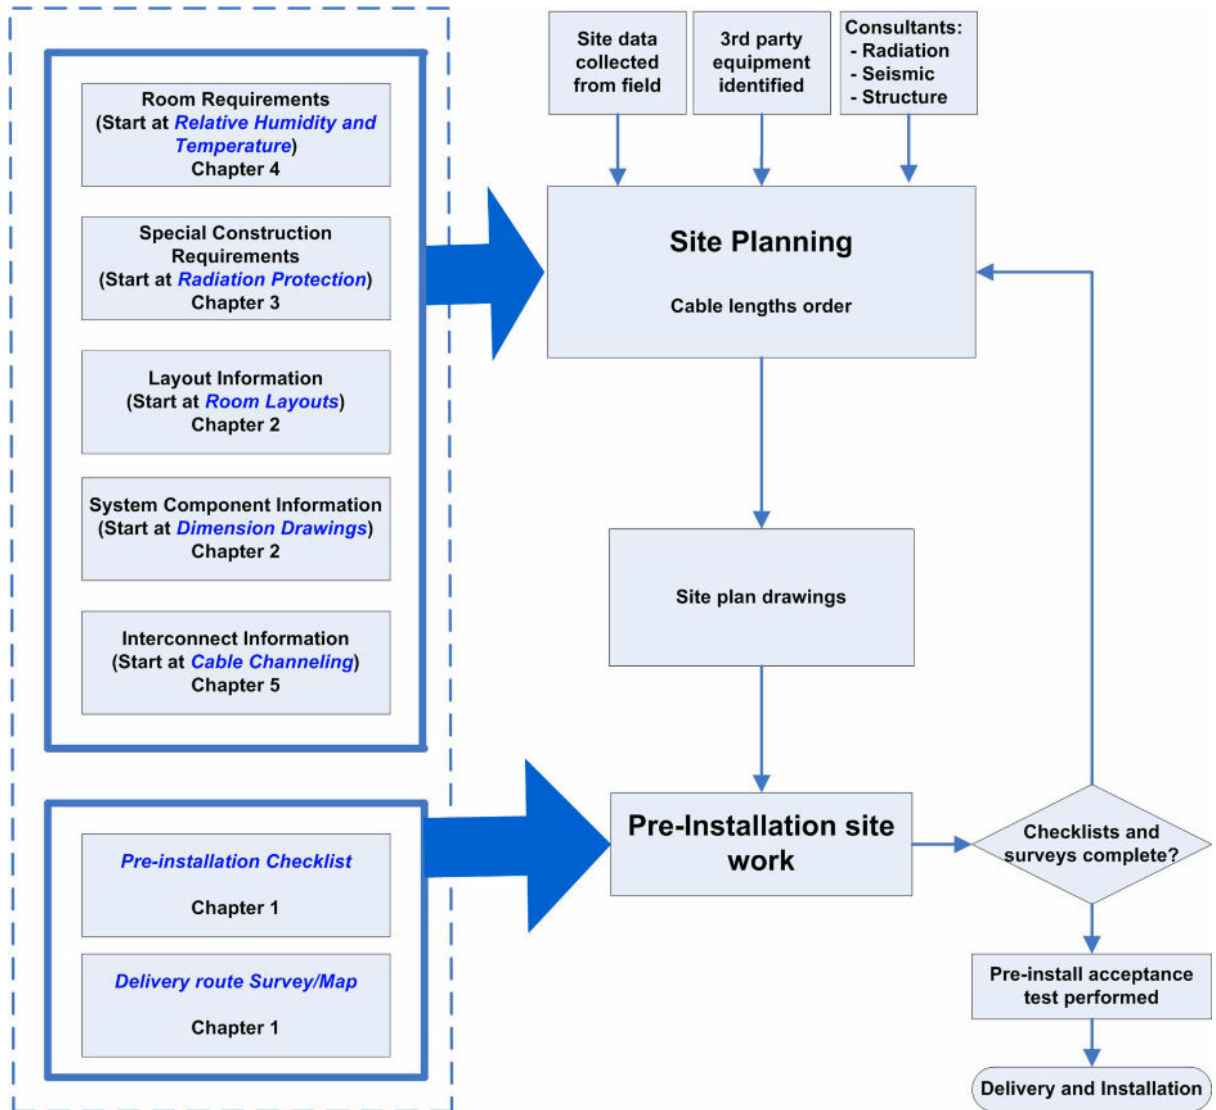 Room Requirements
(Start at Relative Humidity and
Temperature)
Chapter 4
Special Construction
Requirements
(Start at Radiation Protection)
Chapter 3
Layout Information
(Start at Room Layouts)
Chapter 2
System Component Information
(Start at Dimension Drawings)
Chapter 2
Interconnect Information
(Start at Cable Channeling)
Chapter 5
Pre-installation Checklist
Chapter 1
Delivery route Survey/Map
Chapter 1
Site data
collected
from field
3rd party
equipment
identified
Consultants:
- Radiation
- Seismic
- Structure
Site Planning
Cable lengths order
Site plan drawings
Pre-Installation site
work
Checklists and
surveys complete?
Pre-install acceptance
test performed
Delivery and Installation